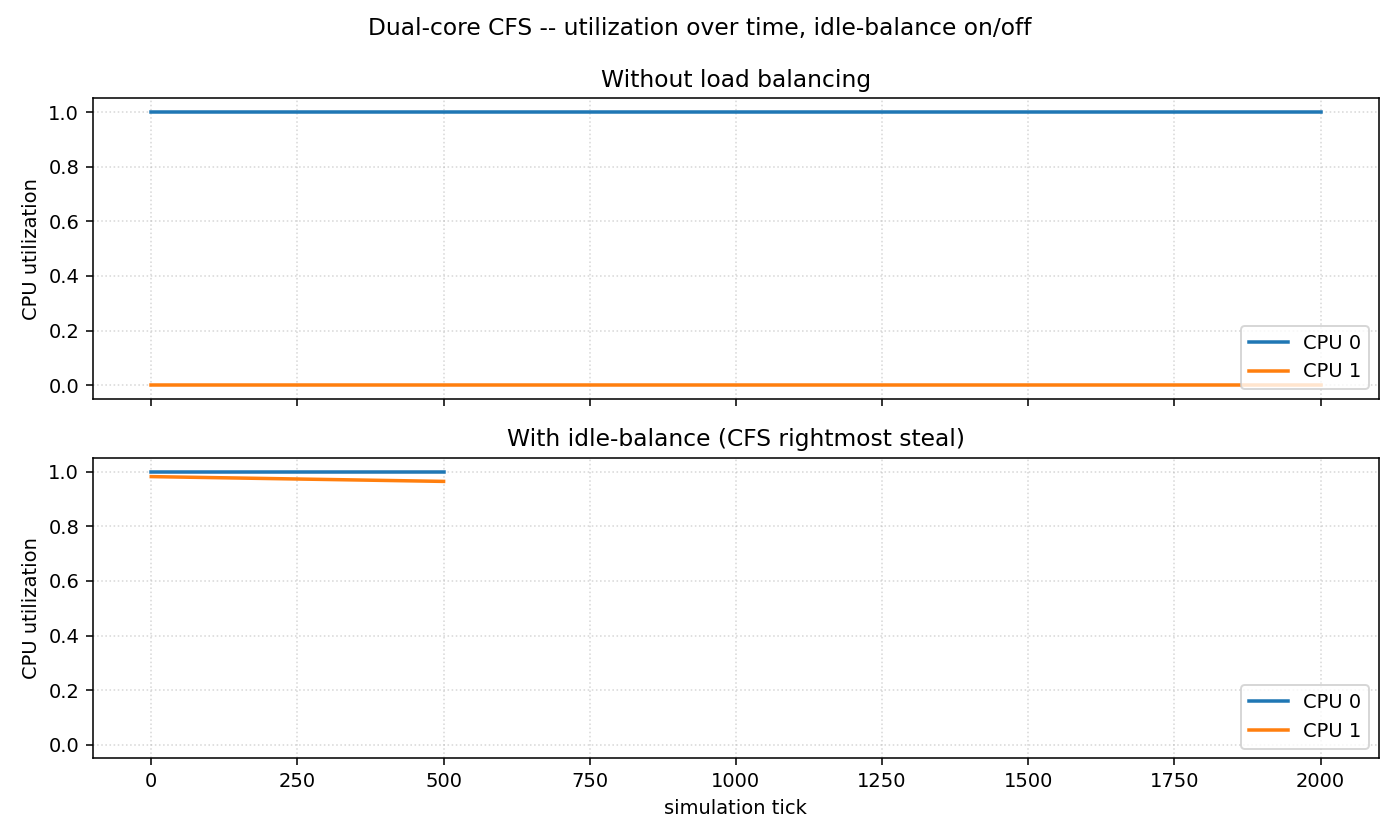 Dual-core CFS -- utilization over time, idle-balance on/off
Without load balancing
CPU utilization
1.0
0.8
0.6
0.4
0.2
0.0
CPU 0
CPU 1
With idle-balance (CFS rightmost steal)
CPU utilization
1.0
0.8
0.6
0.4
0.2
0.0
CPU 0
CPU 1
0 250 500 750 1000 1250 1500 1750 2000
simulation tick